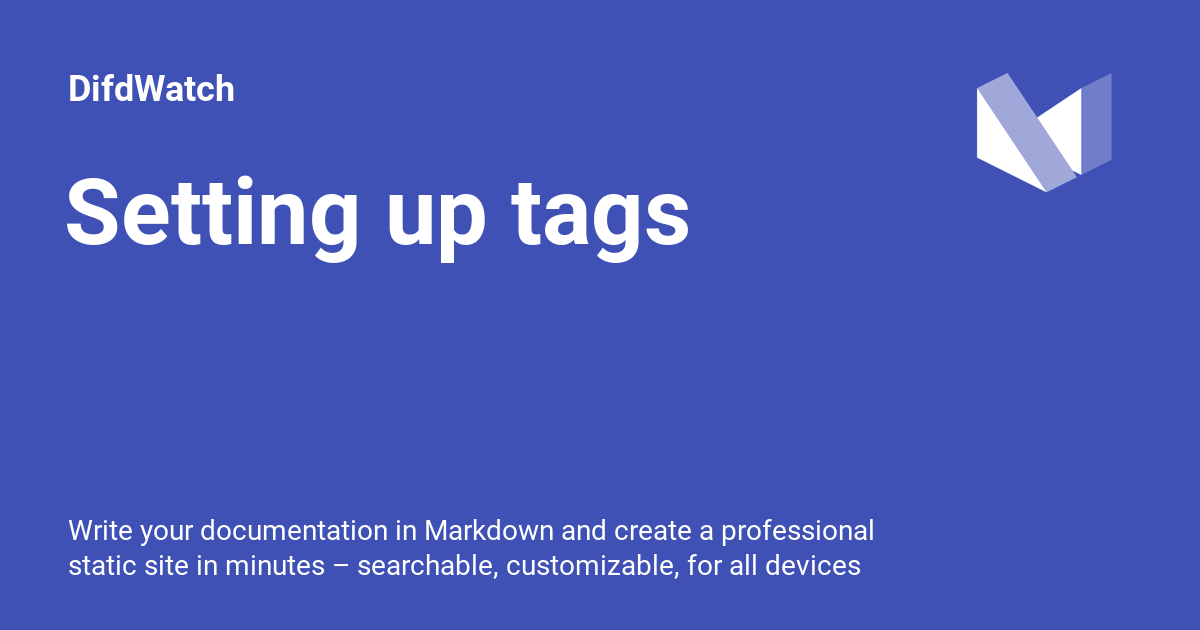 DifdWatch
Setting up tags
Write your documentation in Markdown and create a professional
static site in minutes – searchable, customizable, for all devices